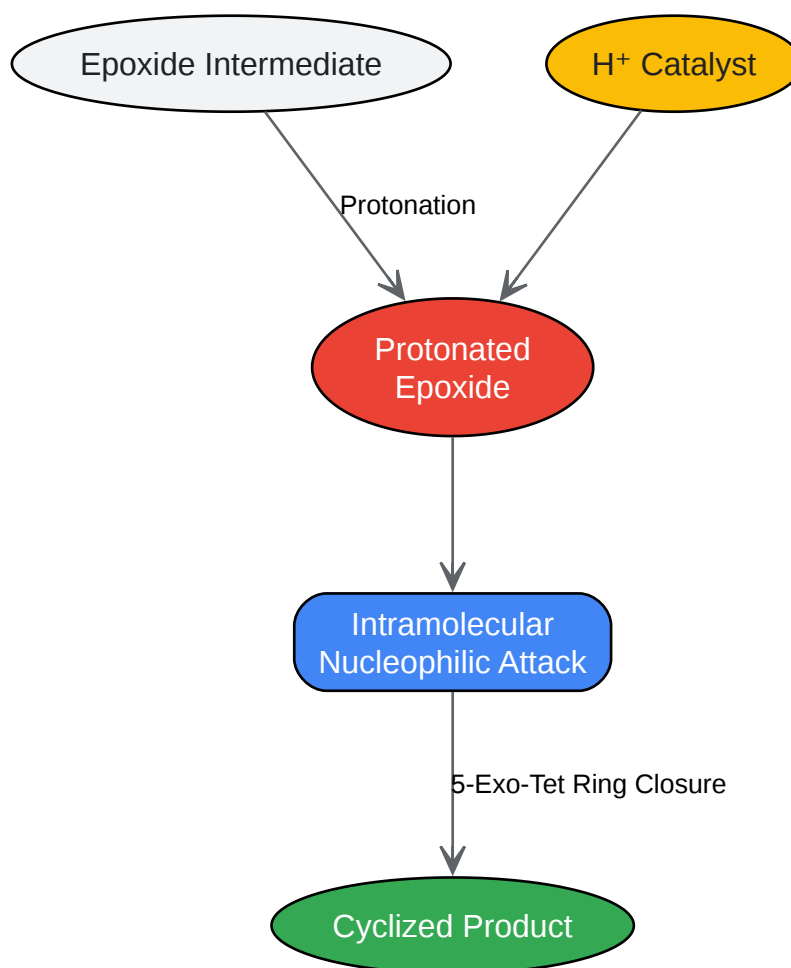 Epoxide Intermediate
H⁺ Catalyst
Protonation
Protonated
Epoxide
Intramolecular
Nucleophilic Attack
5-Exo-Tet Ring Closure
Cyclized Product